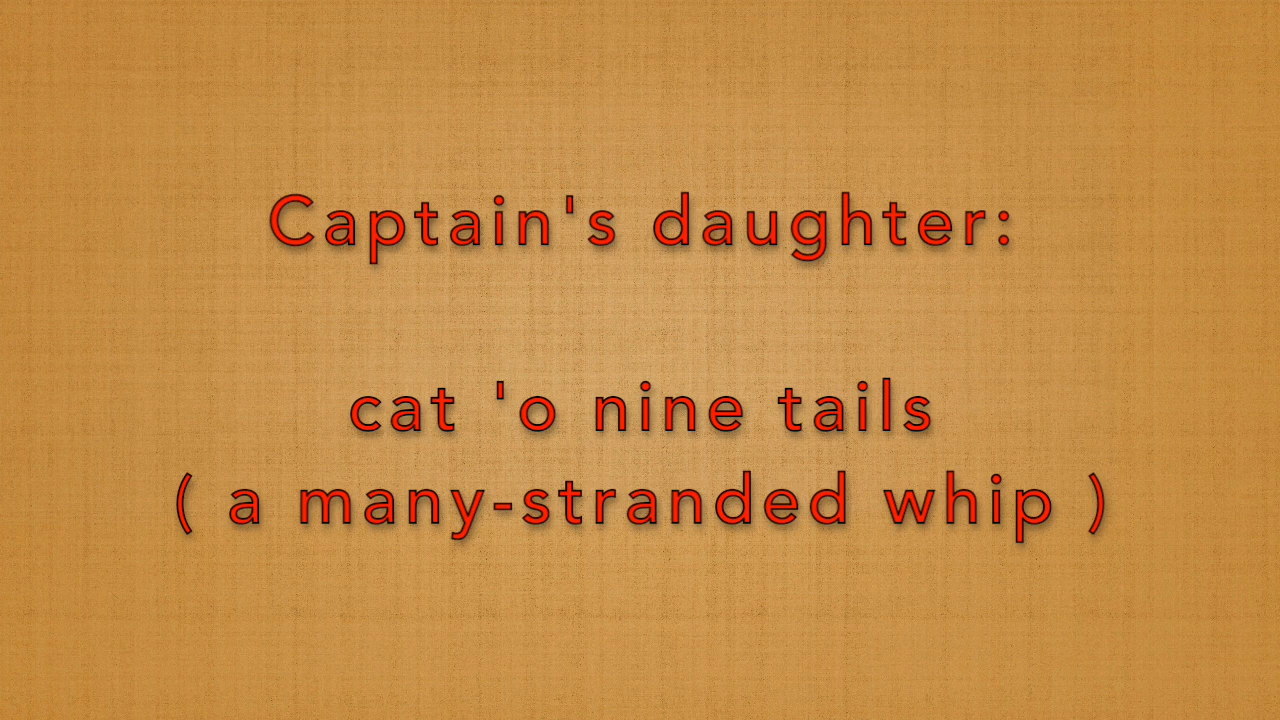 Captain's daughter:
cat 'o nine tails
( a many-stranded whip )